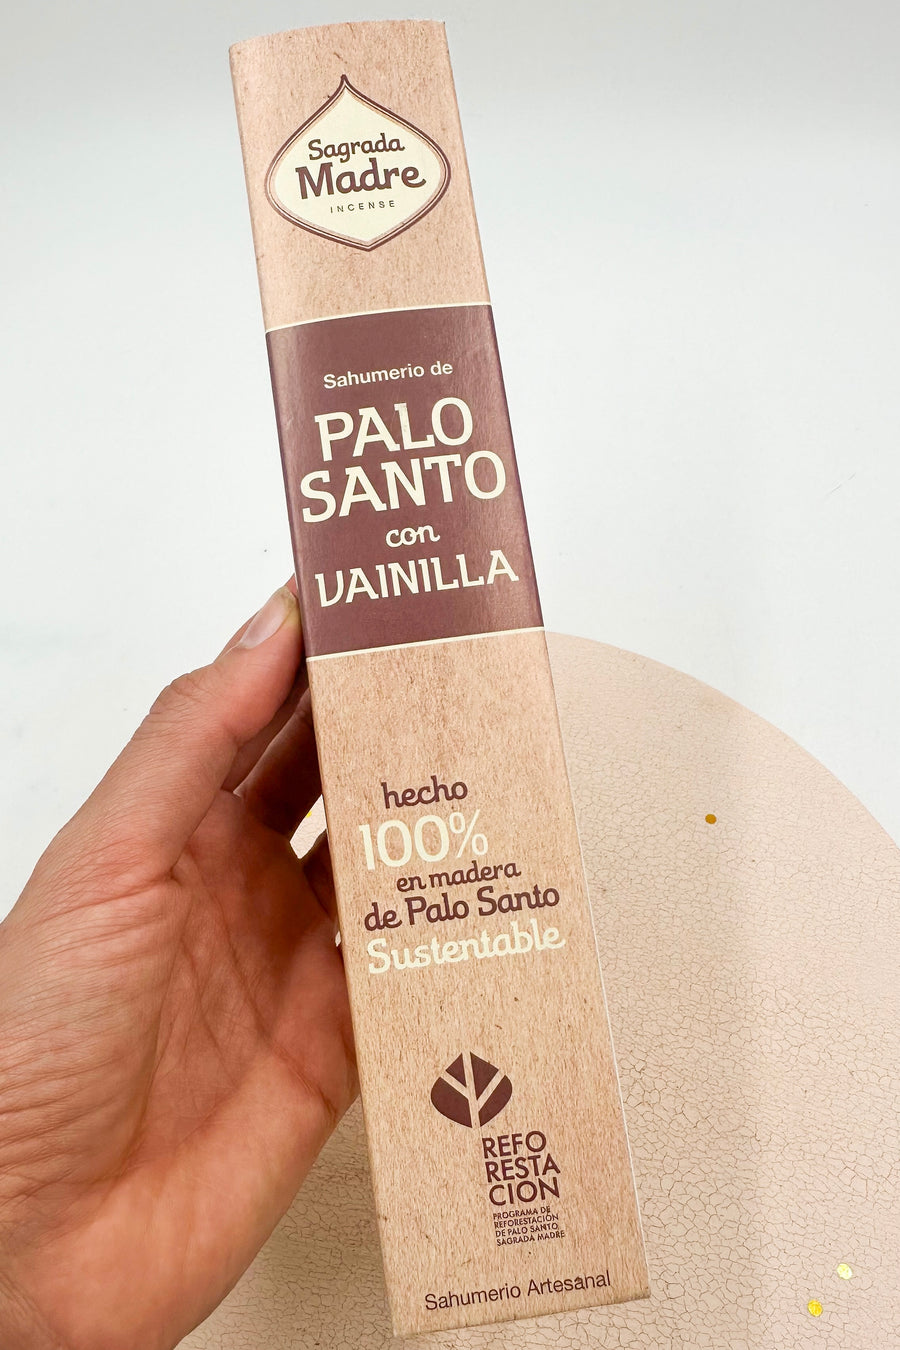 Sagrada
Madre
INCENSE
Sahumerio de
PALO
SANTO
con
VAINILLA
hecho
100%
en madera
de Palo Santo
Sustentable
REFO
RESTA
CION
PROGRAMA DE
REFORESTACIÓN
DE PALO SANTO
SAGRADA MADRE
Sahumerio Artesanal